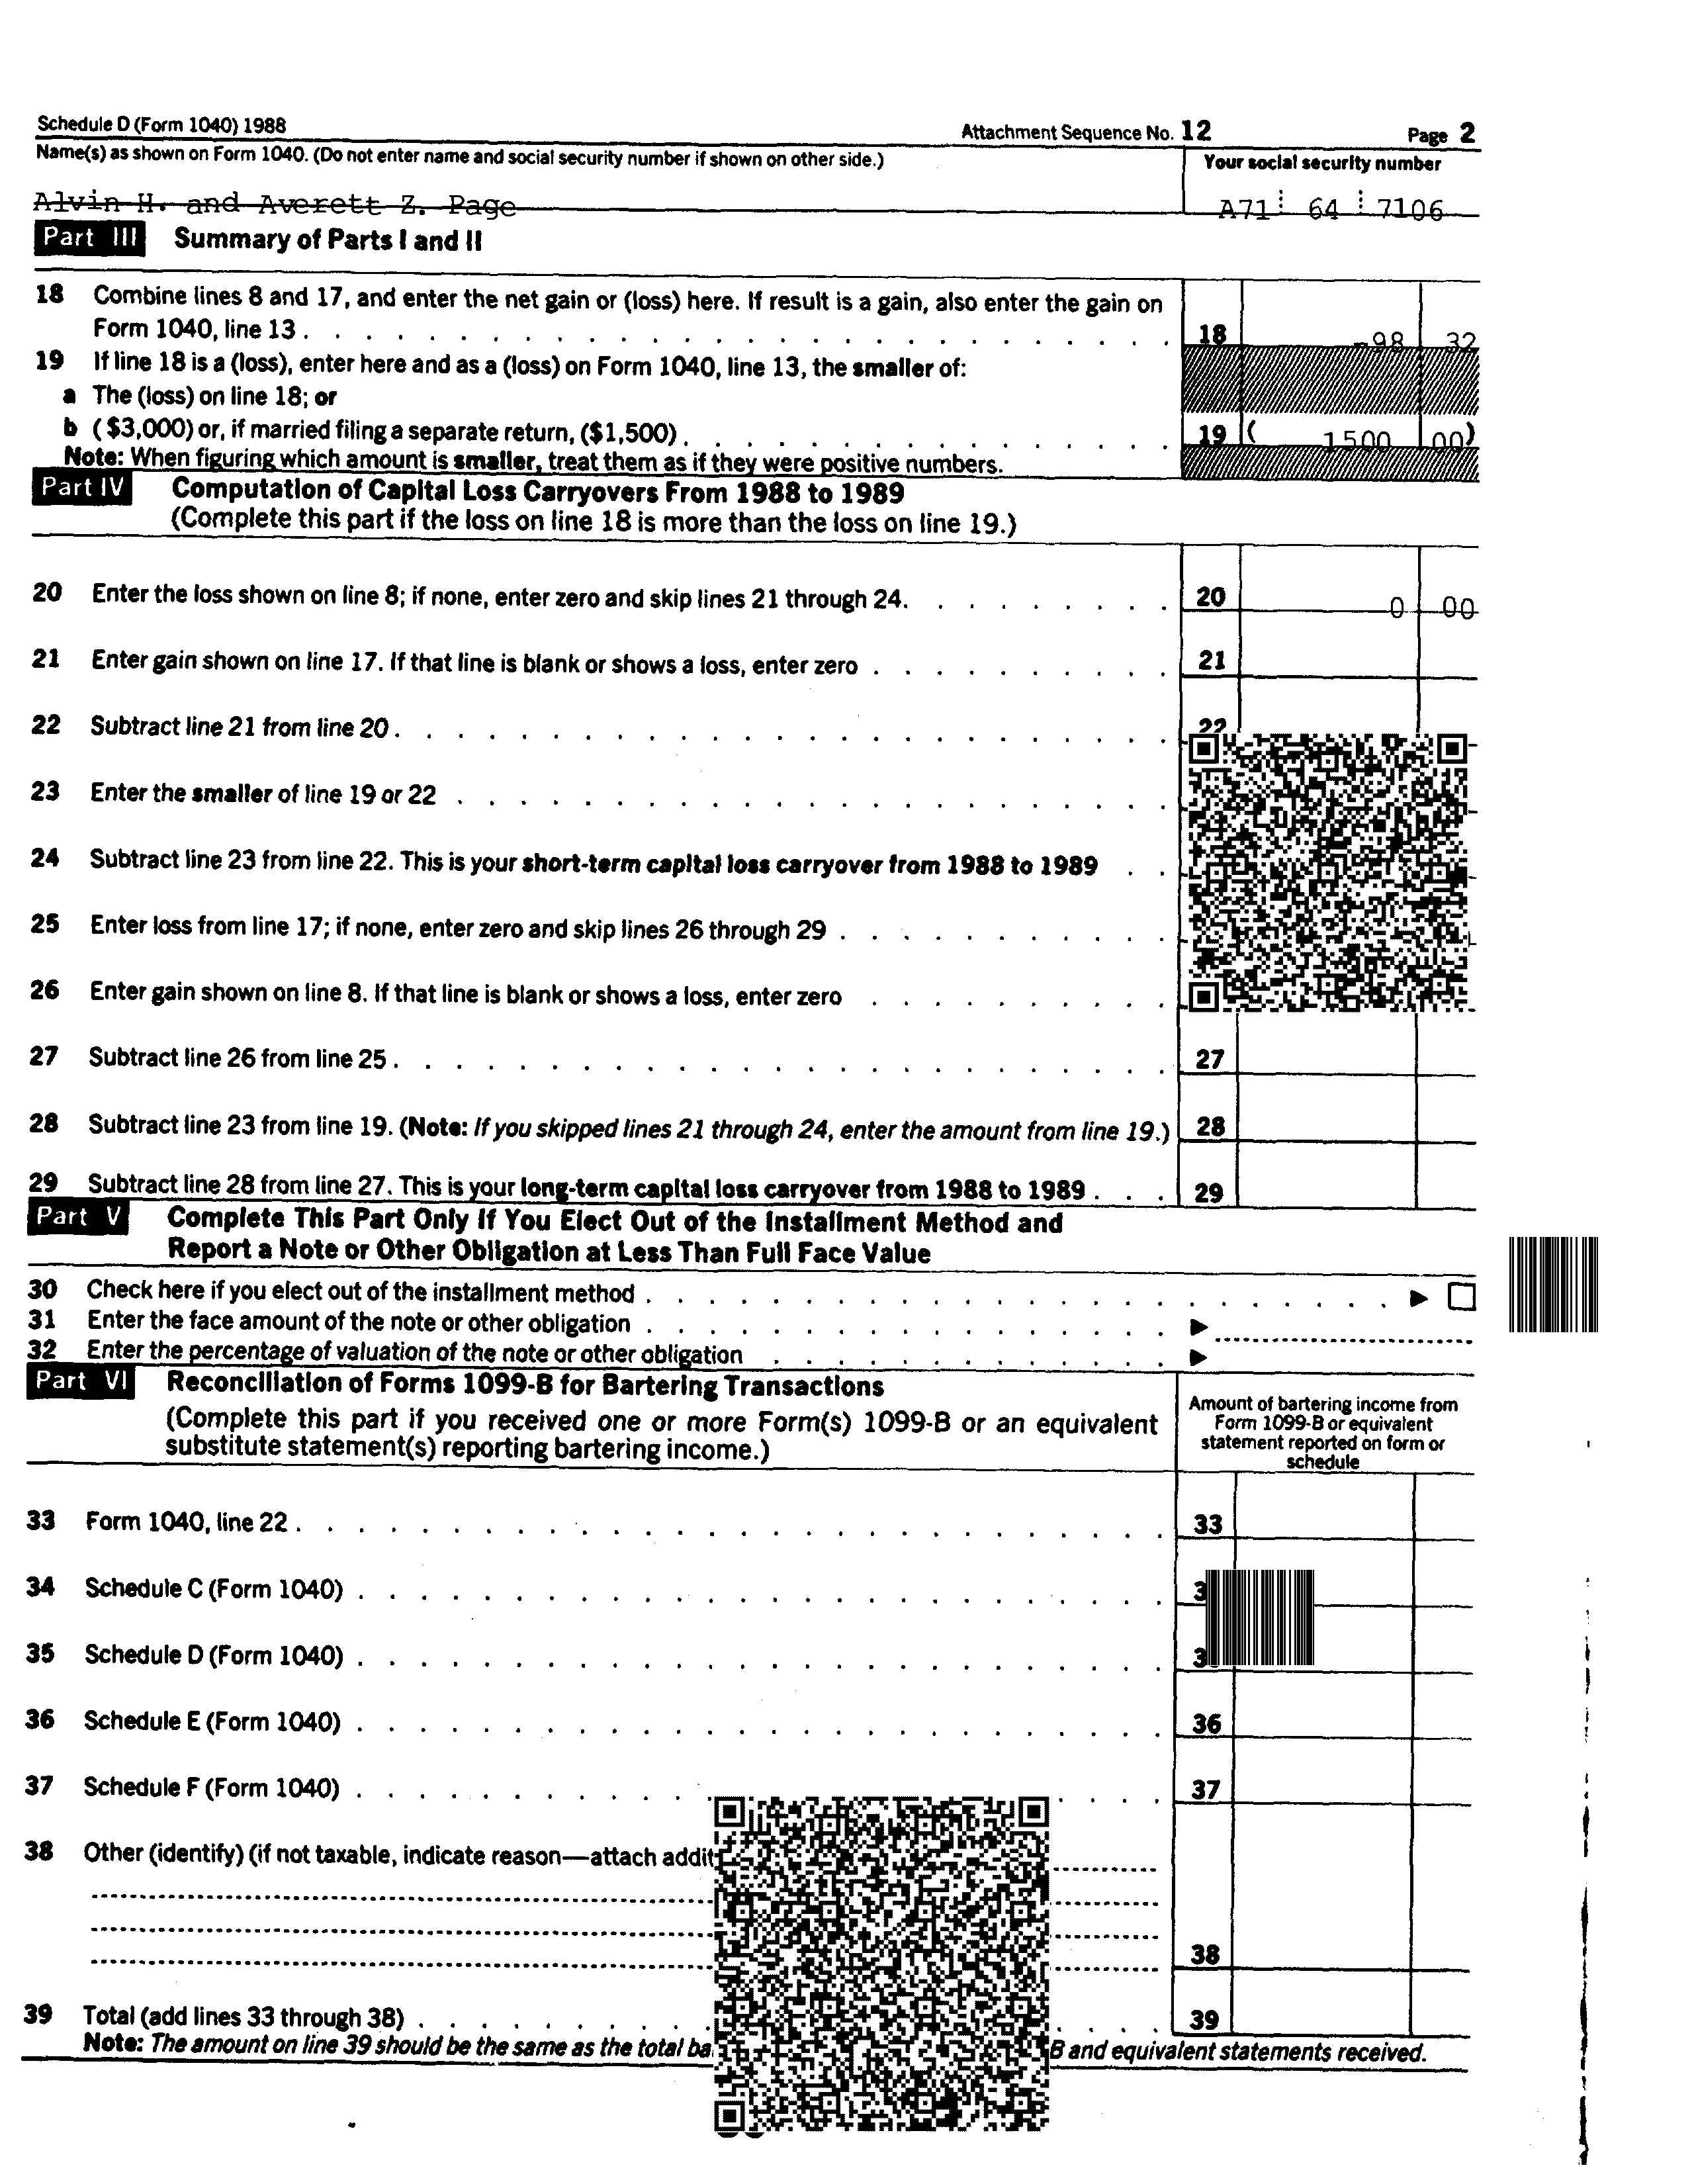 Schedule D (Form 1040) 1988
Attachment Sequence No. 12
Page 2
Name(s) as shown on Form 1040. (Do not enter name and social security number if shown on other side.)
Your social security number
Alvin H. and Averett Z. Page
A71 64 7106
Part III Summary of Parts I and II
18 Combine lines 8 and 17, and enter the net gain or (loss) here. If result is a gain, also enter the gain on
Form 1040, line 13 . . . . . . . . . . . . . . . . . . . . . . . . . . . . 18 -98 32
19 If line 18 is a (loss), enter here and as a (loss) on Form 1040, line 13, the smaller of:
a The (loss) on line 18; or
b ($3,000) or, if married filing a separate return, ($1,500) . . . . . . . . . . . . . . . . 19 ( 1500 00)
Note: When figuring which amount is smaller, treat them as if they were positive numbers.
Part IV Computation of Capital Loss Carryovers From 1988 to 1989
(Complete this part if the loss on line 18 is more than the loss on line 19.)
20 Enter the loss shown on line 8; if none, enter zero and skip lines 21 through 24. . . . . . . . . 20 0 00
21 Enter gain shown on line 17. If that line is blank or shows a loss, enter zero . . . . . . . . . . 21
22 Subtract line 21 from line 20 . . . . . . . . . . . . . . . . . . . . . . . . . 22
23 Enter the smaller of line 19 or 22 . . . . . . . . . . . . . . . . . . . . . . .
24 Subtract line 23 from line 22. This is your short-term capital loss carryover from 1988 to 1989 . .
25 Enter loss from line 17; if none, enter zero and skip lines 26 through 29 . . . . . . . . . . .
26 Enter gain shown on line 8. If that line is blank or shows a loss, enter zero . . . . . . . . . .
27 Subtract line 26 from line 25 . . . . . . . . . . . . . . . . . . . . . . . . . 27
28 Subtract line 23 from line 19. (Note: If you skipped lines 21 through 24, enter the amount from line 19.) 28
29 Subtract line 28 from line 27. This is your long-term capital loss carryover from 1988 to 1989 . . . 29
Part V Complete This Part Only If You Elect Out of the Installment Method and
Report a Note or Other Obligation at Less Than Full Face Value
30 Check here if you elect out of the installment method . . . . . . . . . . . . . . . . . . . . . . . . ▶ ☐
31 Enter the face amount of the note or other obligation . . . . . . . . . . . . . . . . . ▶
32 Enter the percentage of valuation of the note or other obligation . . . . . . . . . . . . . ▶
Part VI Reconciliation of Forms 1099-B for Bartering Transactions
(Complete this part if you received one or more Form(s) 1099-B or an equivalent
substitute statement(s) reporting bartering income.)
Amount of bartering income from
Form 1099-B or equivalent
statement reported on form or
schedule
33 Form 1040, line 22 . . . . . . . . . . . . . . . . . . . . . . . . . . . . 33
34 Schedule C (Form 1040) . . . . . . . . . . . . . . . . . . . . . . . . . . 3
35 Schedule D (Form 1040) . . . . . . . . . . . . . . . . . . . . . . . . . . 3
36 Schedule E (Form 1040) . . . . . . . . . . . . . . . . . . . . . . . . . . 36
37 Schedule F (Form 1040) . . . . . . . . . . . . . . . . 37
38 Other (identify) (if not taxable, indicate reason—attach
38
39 Total (add lines 33 through 38) . . . . . . . . . . . . . . 39
Note: The amount on line 39 should be the same as the total
B and equivalent statements received.